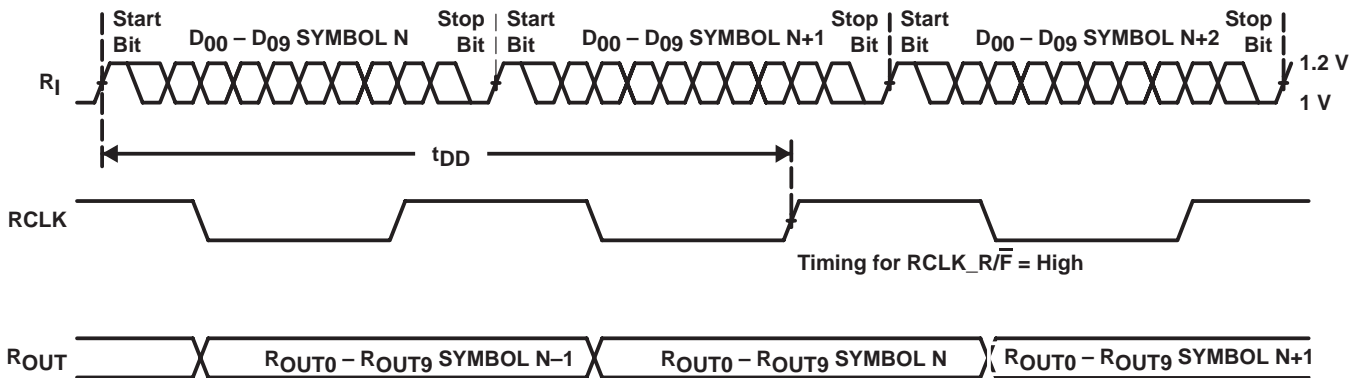 Start Bit D00 – D09 SYMBOL N Stop Bit Start Bit D00 – D09 SYMBOL N+1 Stop Bit Start Bit D00 – D09 SYMBOL N+2 Stop Bit
RI
1.2 V
1 V
tDD
RCLK
Timing for RCLK_R/F̅ = High
ROUT ROUT0 – ROUT9 SYMBOL N–1 ROUT0 – ROUT9 SYMBOL N ROUT0 – ROUT9 SYMBOL N+1